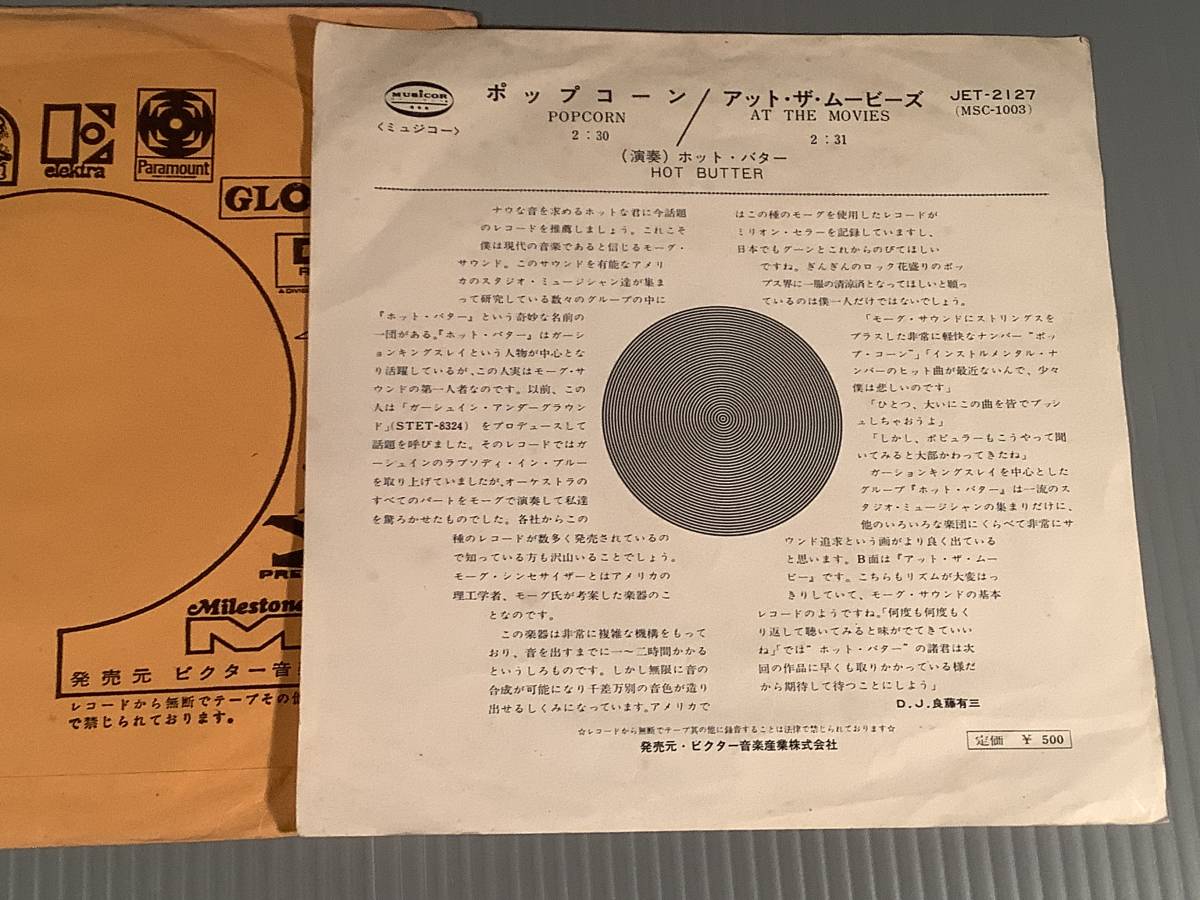 elektra
Paramount
GLO
PRE
Milestone
発売元 ビクター音
レコードから無断でテープその他
で禁じられております。
MUSICOR
〈ミュジコー〉
ポップコーン/アット・ザ・ムービーズ
POPCORN
AT THE MOVIES
2:30
2:31
JET-2127
(MSC-1003)
(演奏)ホット・バター
HOT BUTTER
ナウな音を求めるホットな君に今話題
のレコードを推薦しましょう。これこそ
僕は現代の音楽であると信じるモーグ・
サウンド。このサウンドを有能なアメリ
カのスタジオ・ミュージシャン達が集ま
って研究している数々のグループの中に
『ホット・バター』という奇妙な名前の
一団がある。『ホット・バター』はガーシ
ョンキングスレイという人物が中心とな
り活躍しているが、この人実はモーグ・サ
ウンドの第一人者なのです。以前、この
人は「ガーシュイン・アンダーグラウン
ド」(STET-8324) をプロデュースして
話題を呼びました。そのレコードではガ
ーシュインのラプソディ・イン・ブルー
を取り上げていましたが、オーケストラの
すべてのパートをモーグで演奏して私達
を驚ろかせたものでした。各社からこの
種のレコードが数多く発売されているの
で知っている方も沢山いることでしょう。
モーグ・シンセサイザーとはアメリカの
理工学者、モーグ氏が考案した楽器のこ
となのです。
この楽器は非常に複雑な機構をもって
おり、音を出すまでに一〜二時間かかる
というしろものです。しかし無限に音の
合成が可能になり千差万別の音色が造り
出せるしくみになっています。アメリカで
はこの種のモーグを使用したレコードが
ミリオン・セラーを記録していますし、
日本でもグーンとこれからのびてほしい
ですね。ぎんぎんのロック花盛りのポッ
プス界に一服の清涼済となってほしいと願っ
ているのは僕一人だけではないでしょう。
「モーグ・サウンドにストリングスを
プラスした非常に軽快なナンバー"ポッ
プ・コーン"」「インストルメンタル・ナ
ンバーのヒット曲が最近ないんで、少々
僕は悲しいのです」
「ひとつ、大いにこの曲を皆でプッシ
ュしちゃおうよ」
「しかし、ポピュラーもこうやって聞
いてみると大部かわってきたね」
ガーションキングスレイを中心とした
グループ『ホット・バター』は一流のス
タジオ・ミュージシャンの集まりだけに、
他のいろいろな楽団にくらべて非常にサ
ウンド追求という画がより良く出ている
と思います。B面は『アット・ザ・ムー
ビー』です。こちらもリズムが大変はっ
きりしていて、モーグ・サウンドの基本
レコードのようですね。「何度も何度もく
り返して聴いてみると味がでてきていい
ね」「では"ホット・バター"の諸君は次
回の作品に早くも取りかかっている様だ
から期待して待つことにしよう」
D.J.良藤有三
☆レコードから無断でテープ其の他に録音することは法律で禁じられております☆
発売元・ビクター音楽産業株式会社
定価 ¥ 500